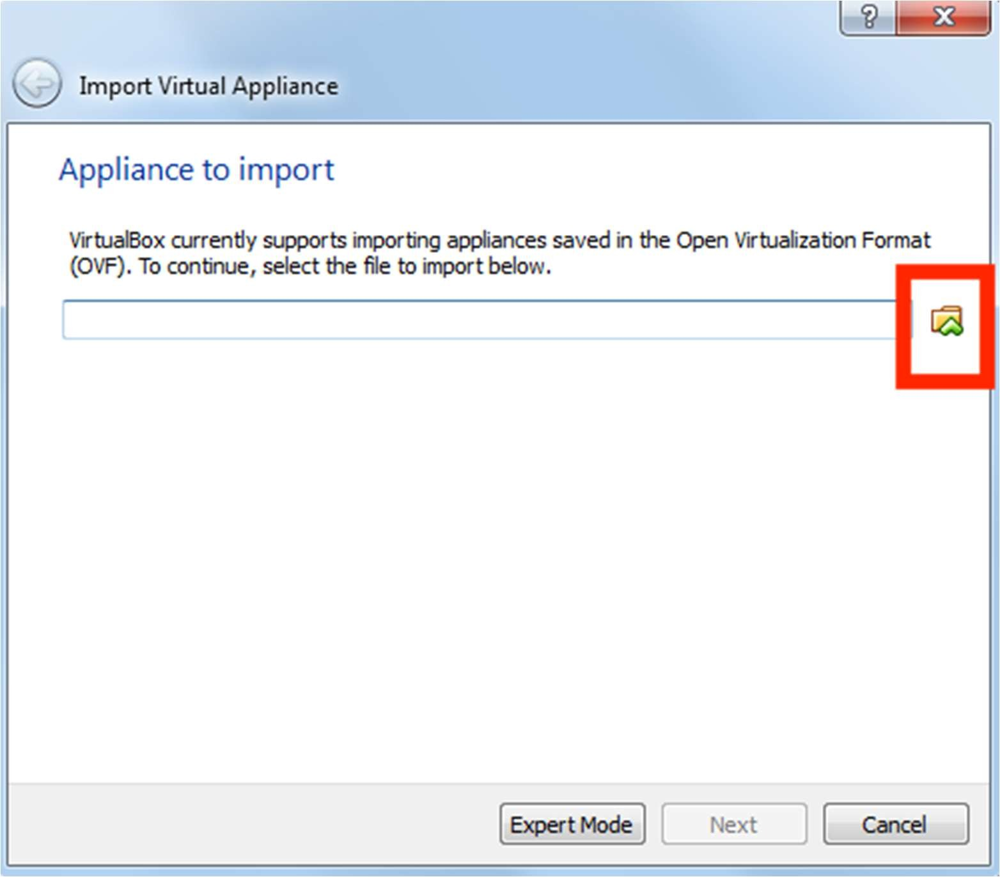 Import Virtual Appliance
Appliance to import
VirtualBox currently supports importing appliances saved in the Open Virtualization Format
(OVF). To continue, select the file to import below.
Expert Mode Next Cancel